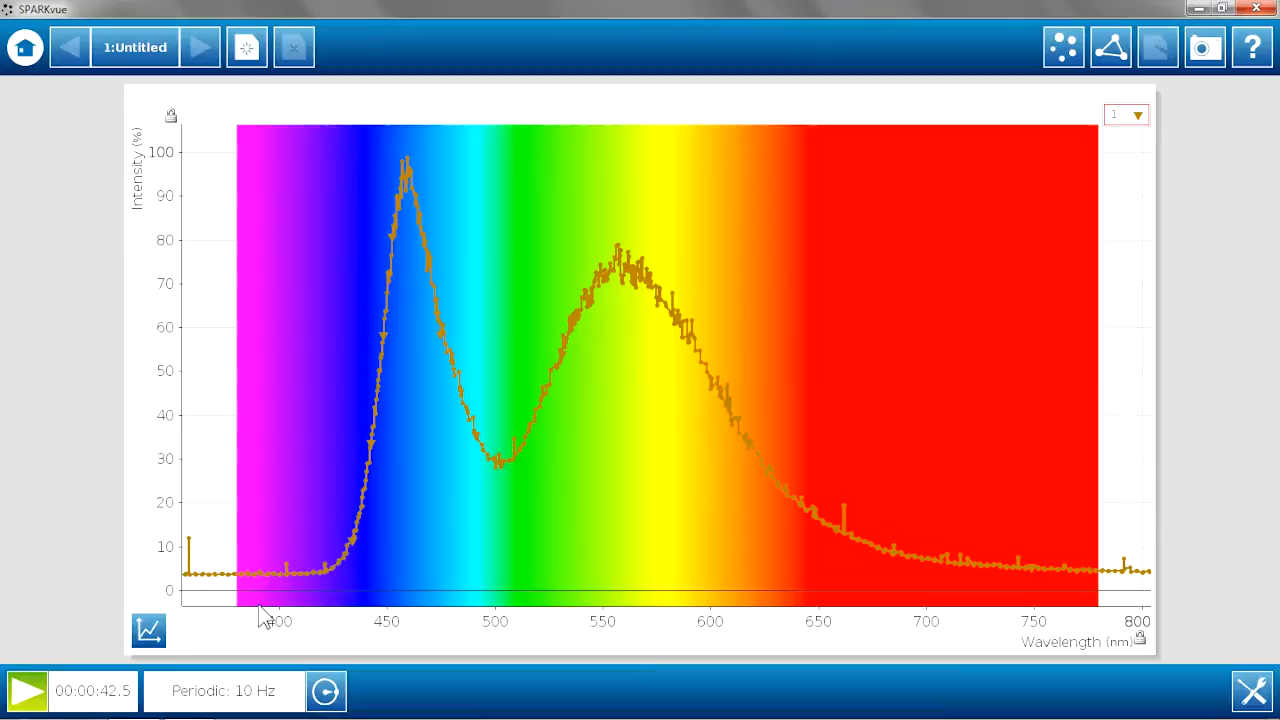 SPARKvue
1:Untitled
?
1
Intensity (%)
100
90
80
70
60
50
40
30
20
10
0
400 450 500 550 600 650 700 750 800
Wavelength (nm)
00:00:42.5
Periodic: 10 Hz